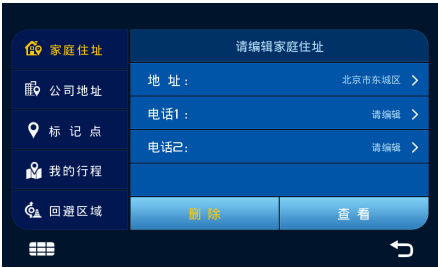 家庭住址
请编辑家庭住址
公司地址
地 址：
北京市东城区
标 记 点
电话1：
请编辑
电话2：
请编辑
我的行程
回避区域
删 除
查 看